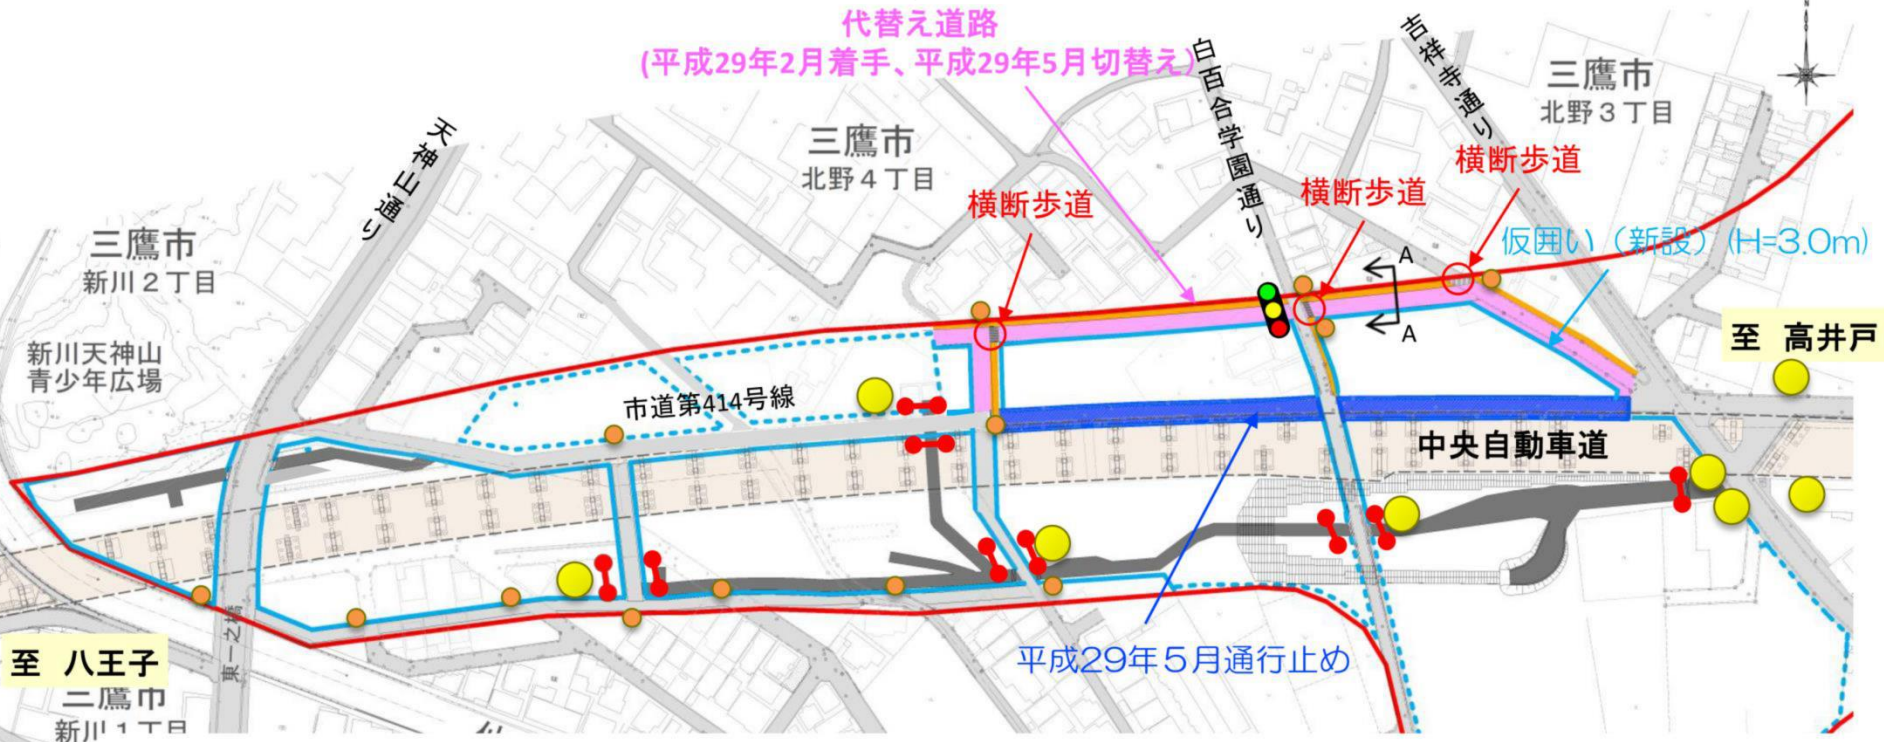 代替え道路
(平成29年2月着手、平成29年5月切替え)
白百合学園通り
吉祥寺通り
N
三鷹市
北野3丁目
天神山通り
三鷹市
北野4丁目
横断歩道
横断歩道
横断歩道
三鷹市
新川2丁目
仮囲い(新設)(H=3.0m)
A
A
新川天神山
青少年広場
至 高井戸
市道第414号線
中央自動車道
平成29年5月通行止め
東一之橋
至 八王子
三鷹市
新川1丁目